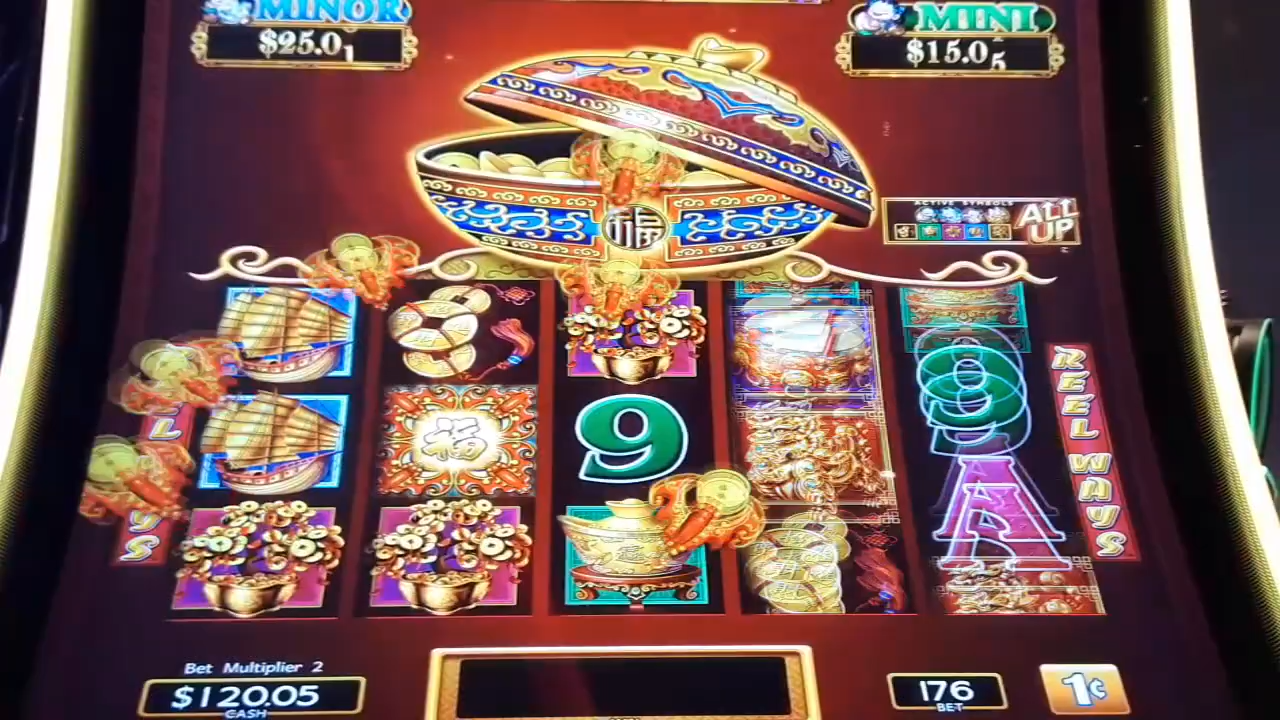 MINOR
$25.01
MINI
$15.05
福
ACTIVE SYMBOLS
ALL UP
福
9
9
A
REEL WAYS
Bet Multiplier 2
$120.05
CASH
176
BET
1¢